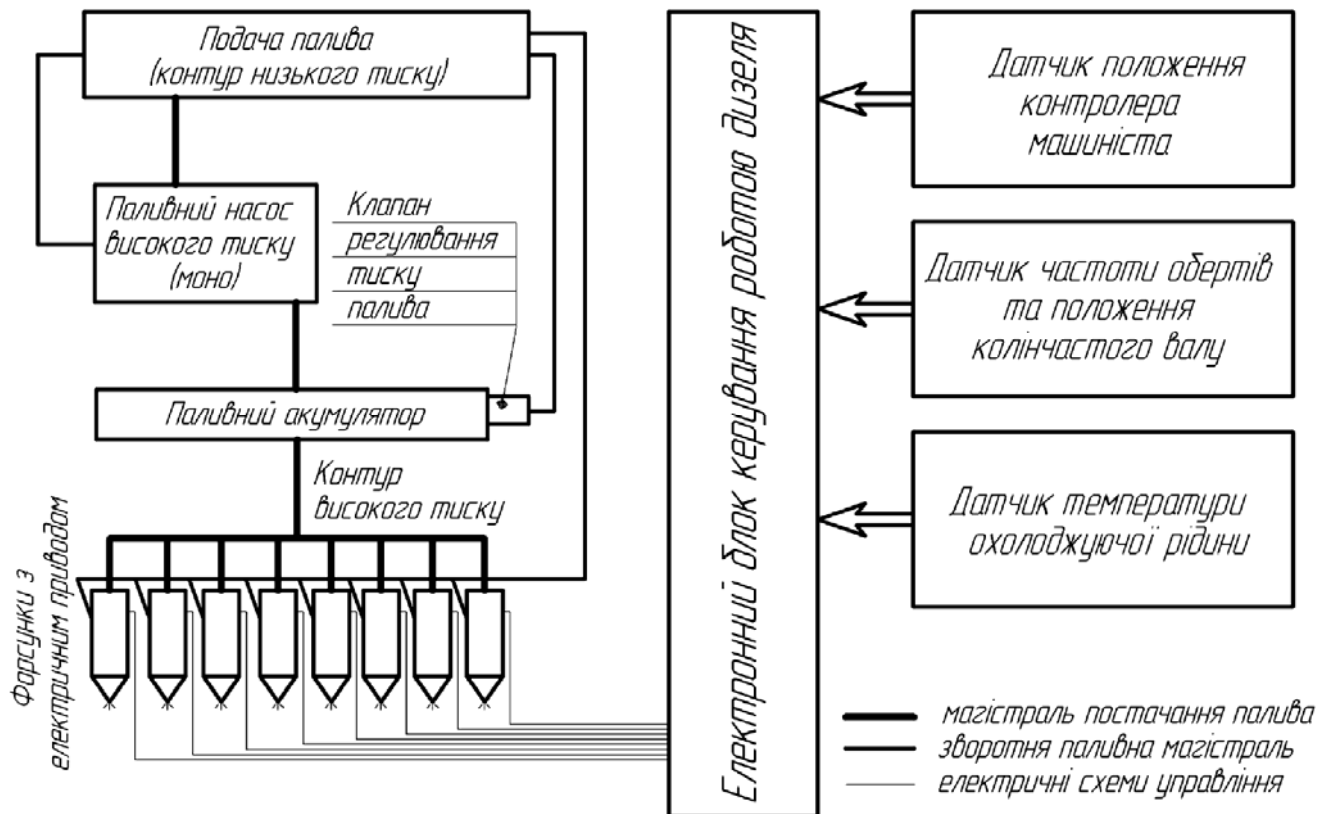 Подача палива
(контур низького тиску)
Паливний насос
високого тиску
(моно)
Клапан
регулювання
тиску
палива
Паливний акумулятор
Контур
високого тиску
Фарсунки з
електричним приводом
Електронний блок керування роботою дизеля
Датчик положення
контролера
машиніста
Датчик частоти обертів
та положення
колінчастого валу
Датчик температури
охолоджуючої рідини
магістраль постачання палива
зворотня паливна магістраль
електричні схеми управління